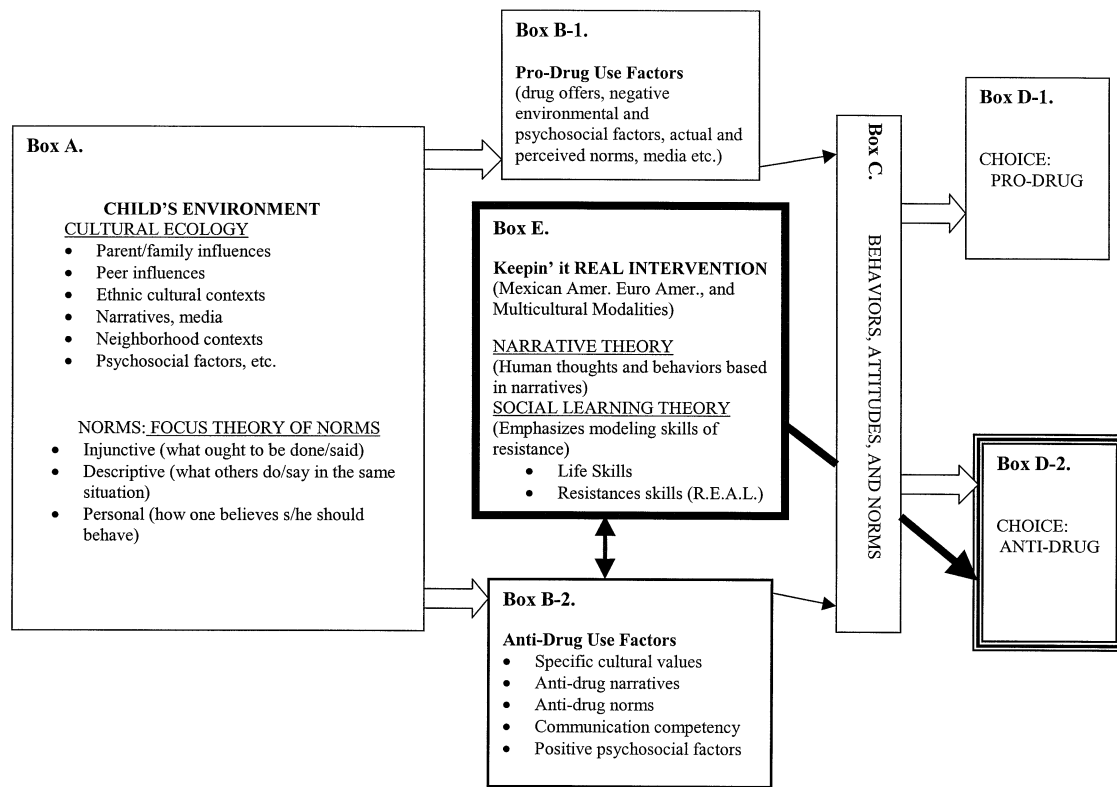 Box A.
CHILD'S ENVIRONMENT
CULTURAL ECOLOGY
• Parent/family influences
• Peer influences
• Ethnic cultural contexts
• Narratives, media
• Neighborhood contexts
• Psychosocial factors, etc.
NORMS: FOCUS THEORY OF NORMS
• Injunctive (what ought to be done/said)
• Descriptive (what others do/say in the same
situation)
• Personal (how one believes s/he should
behave)
Box B-1.
Pro-Drug Use Factors
(drug offers, negative
environmental and
psychosocial factors, actual and
perceived norms, media etc.)
Box E.
Keepin' it REAL INTERVENTION
(Mexican Amer. Euro Amer., and
Multicultural Modalities)
NARRATIVE THEORY
(Human thoughts and behaviors based
in narratives)
SOCIAL LEARNING THEORY
(Emphasizes modeling skills of
resistance)
• Life Skills
• Resistances skills (R.E.A.L.)
Box B-2.
Anti-Drug Use Factors
• Specific cultural values
• Anti-drug narratives
• Anti-drug norms
• Communication competency
• Positive psychosocial factors
Box C. BEHAVIORS, ATTITUDES, AND NORMS
Box D-1.
CHOICE:
PRO-DRUG
Box D-2.
CHOICE:
ANTI-DRUG